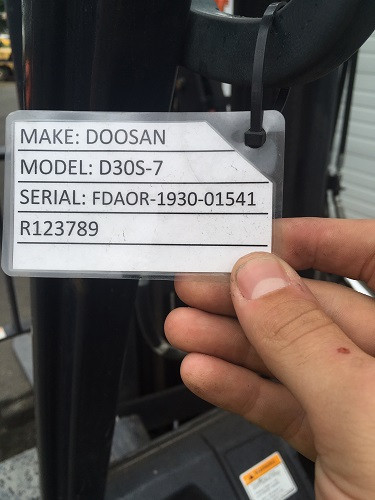 MAKE: DOOSAN
MODEL: D30S-7
SERIAL: FDAOR-1930-01541
R123789